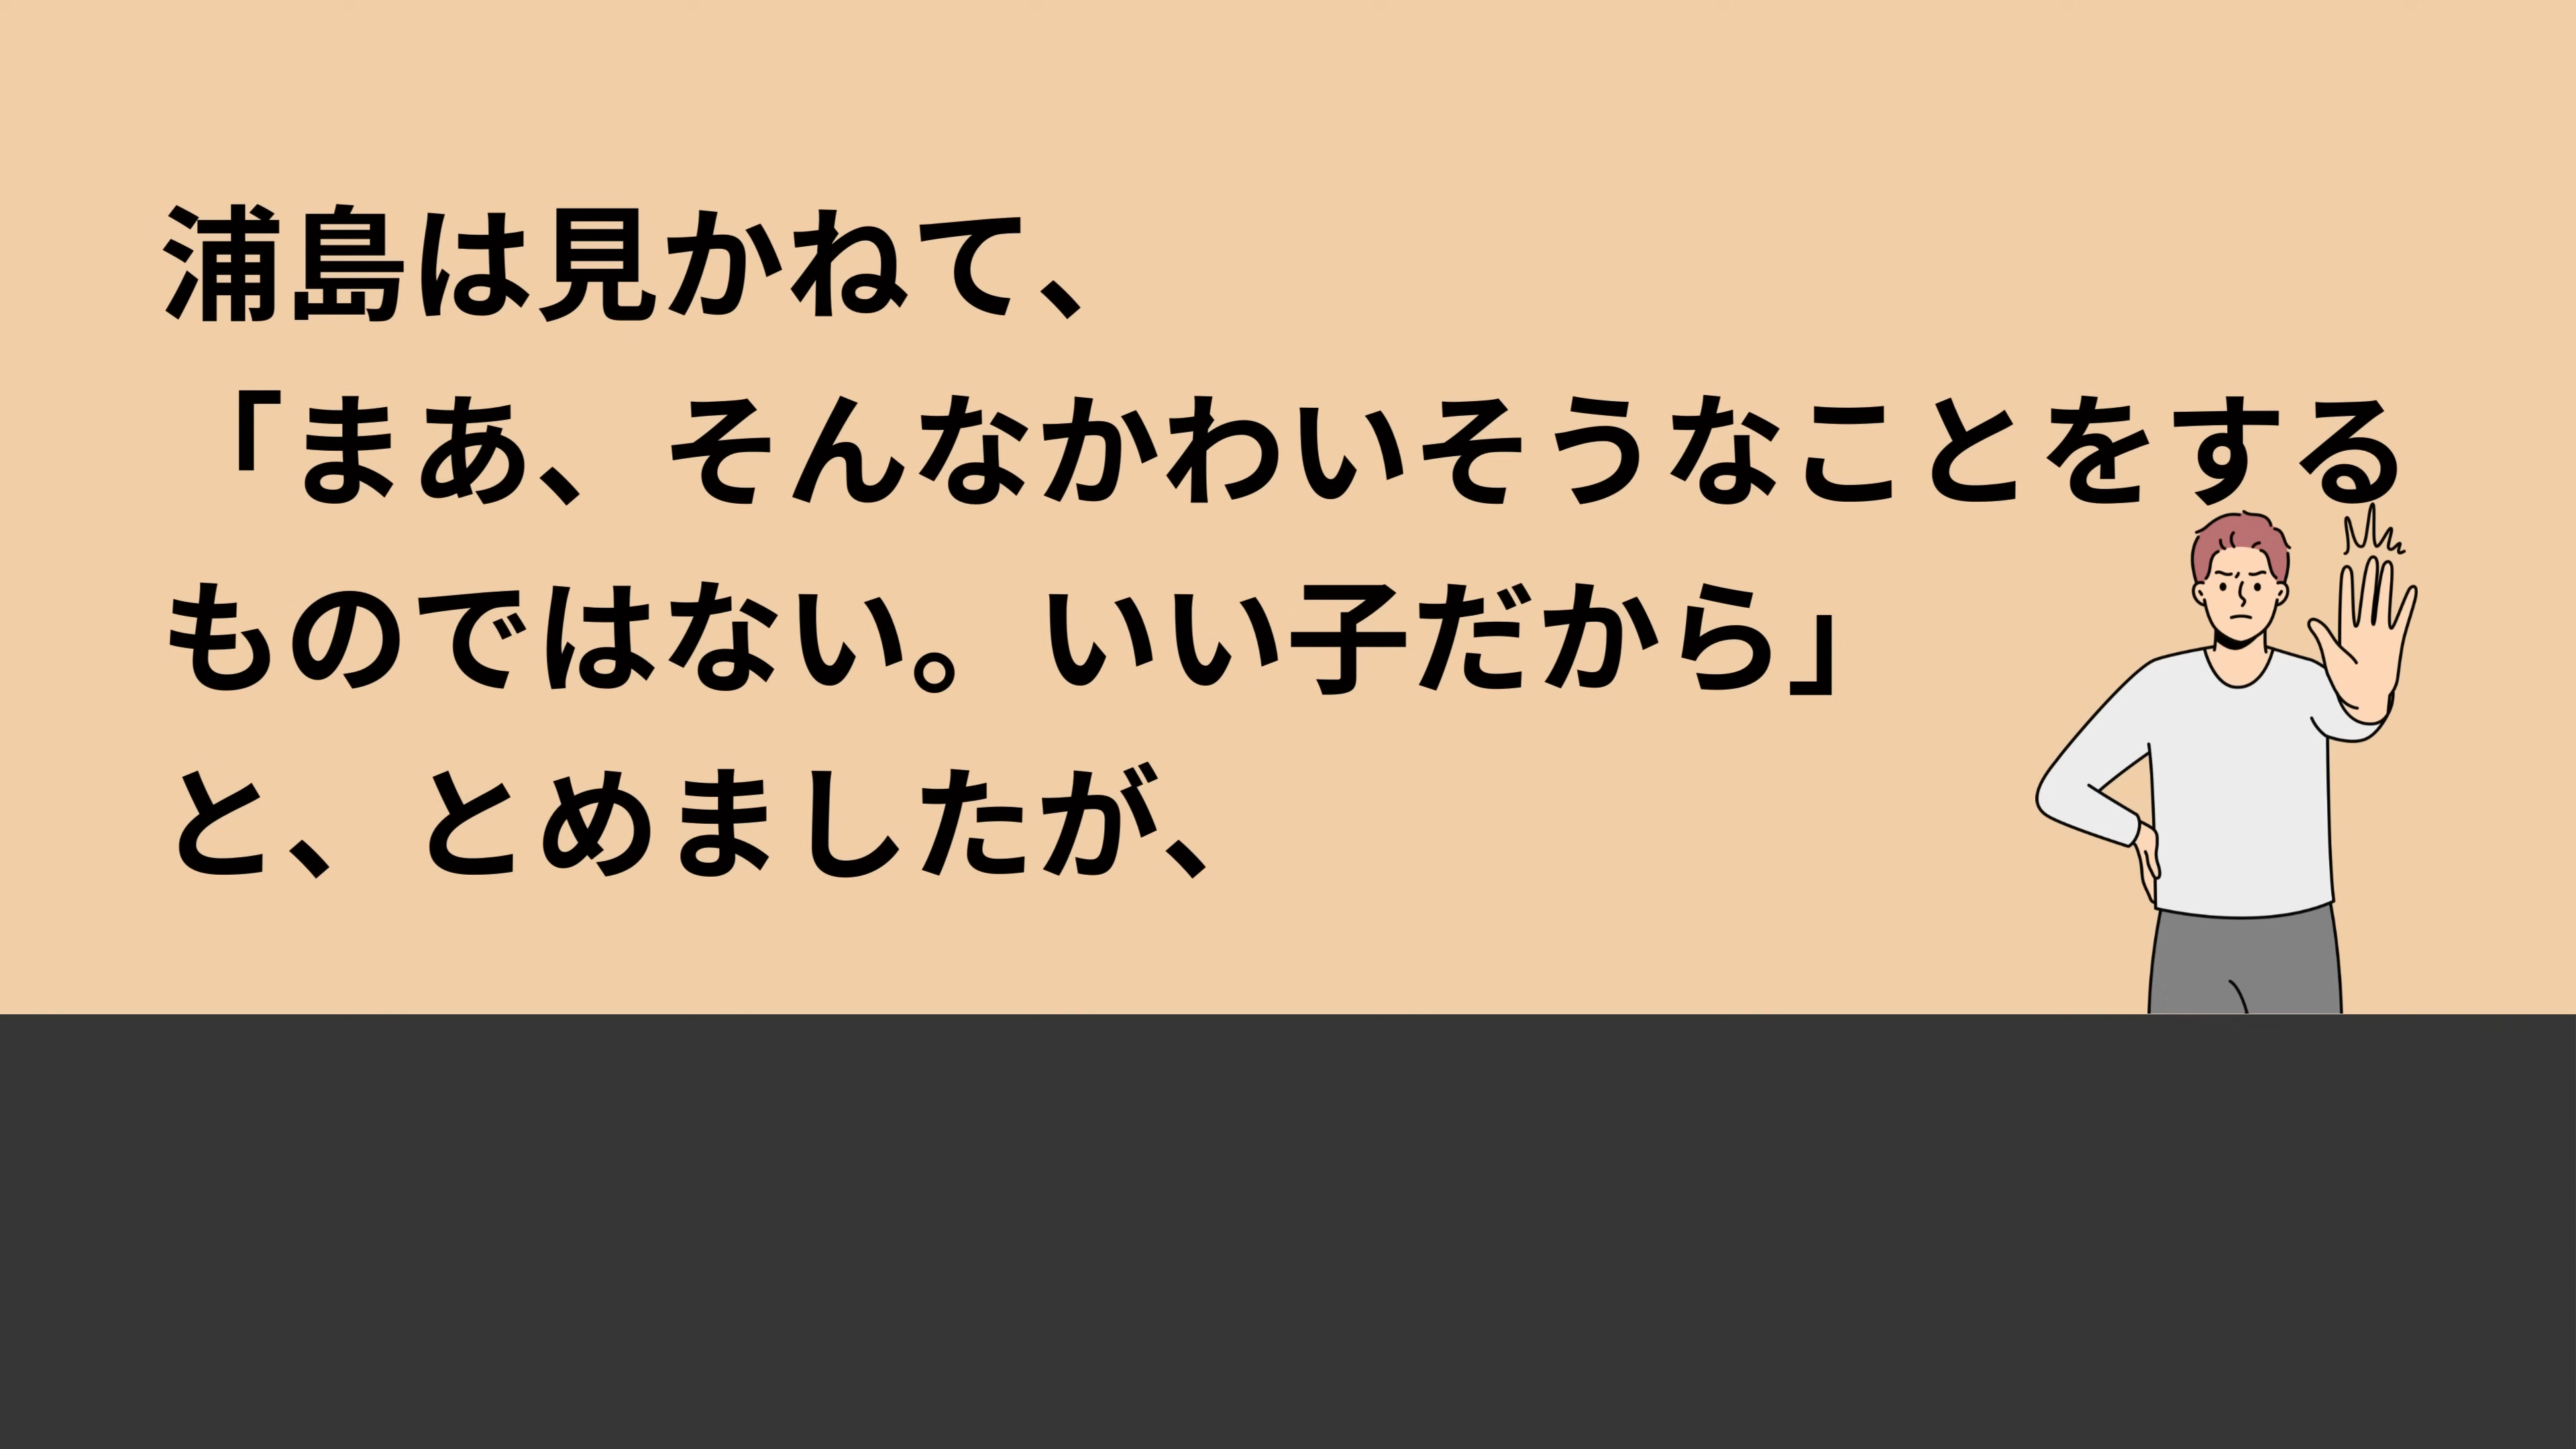 浦島は見かねて、
「まあ、そんなかわいそうなことをする
ものではない。いい子だから」
と、とめましたが、